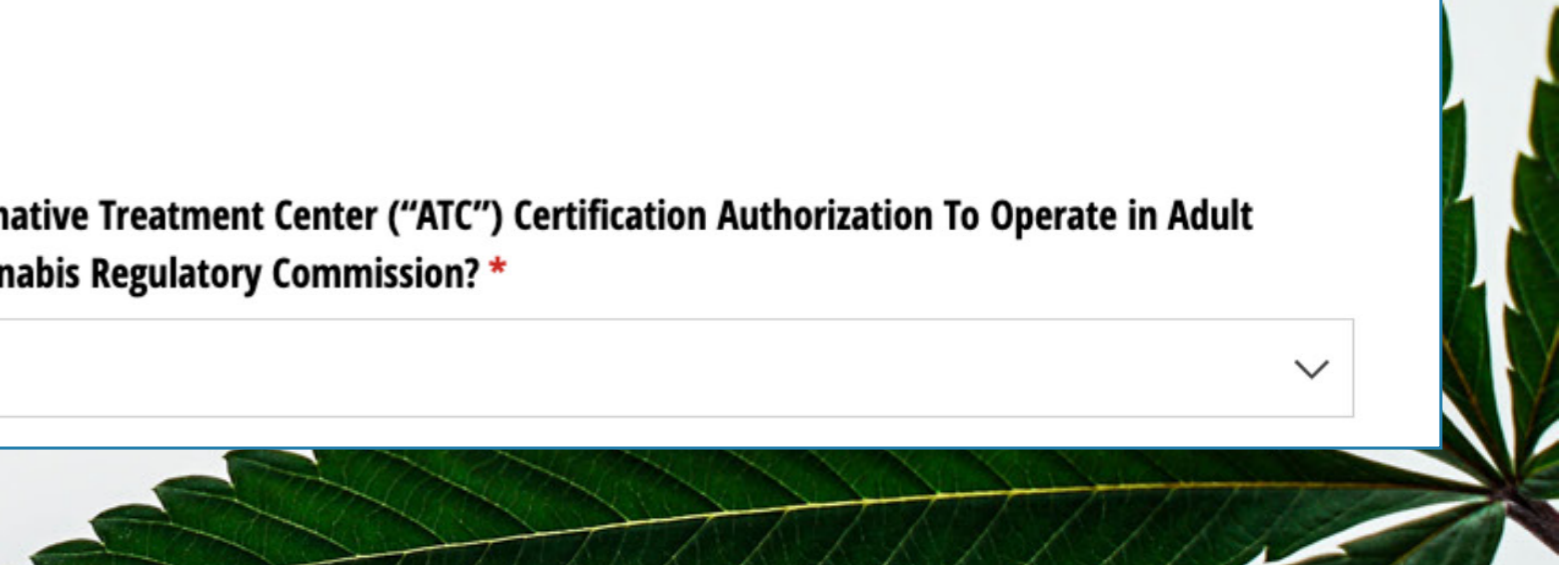 native Treatment Center (“ATC”) Certification Authorization To Operate in Adult
nabis Regulatory Commission? *